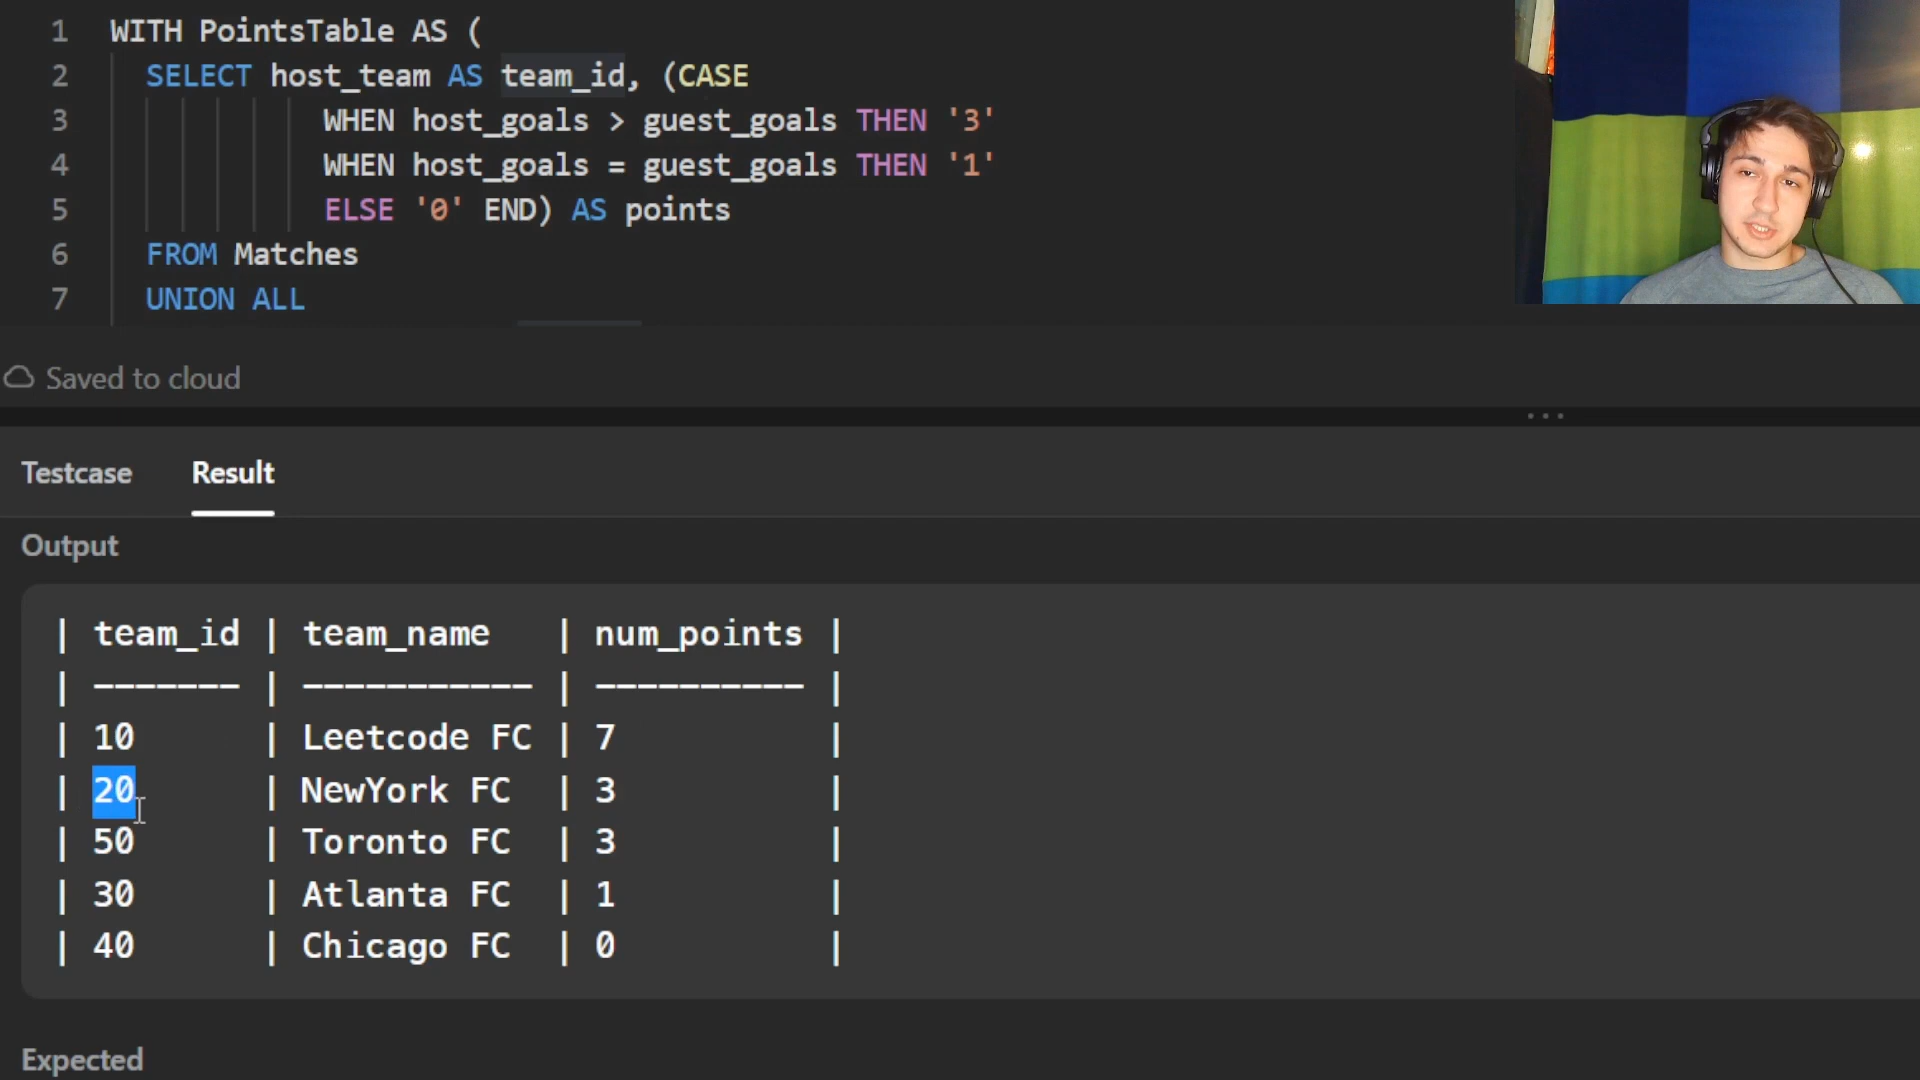 1 WITH PointsTable AS (
2 SELECT host_team AS team_id, (CASE
3 WHEN host_goals > guest_goals THEN '3'
4 WHEN host_goals = guest_goals THEN '1'
5 ELSE '0' END) AS points
6 FROM Matches
7 UNION ALL
Saved to cloud
Testcase Result
Output
| team_id | team_name | num_points |
| ------- | ----------- | ---------- |
| 10 | Leetcode FC | 7 |
| 20 | NewYork FC | 3 |
| 50 | Toronto FC | 3 |
| 30 | Atlanta FC | 1 |
| 40 | Chicago FC | 0 |
Expected